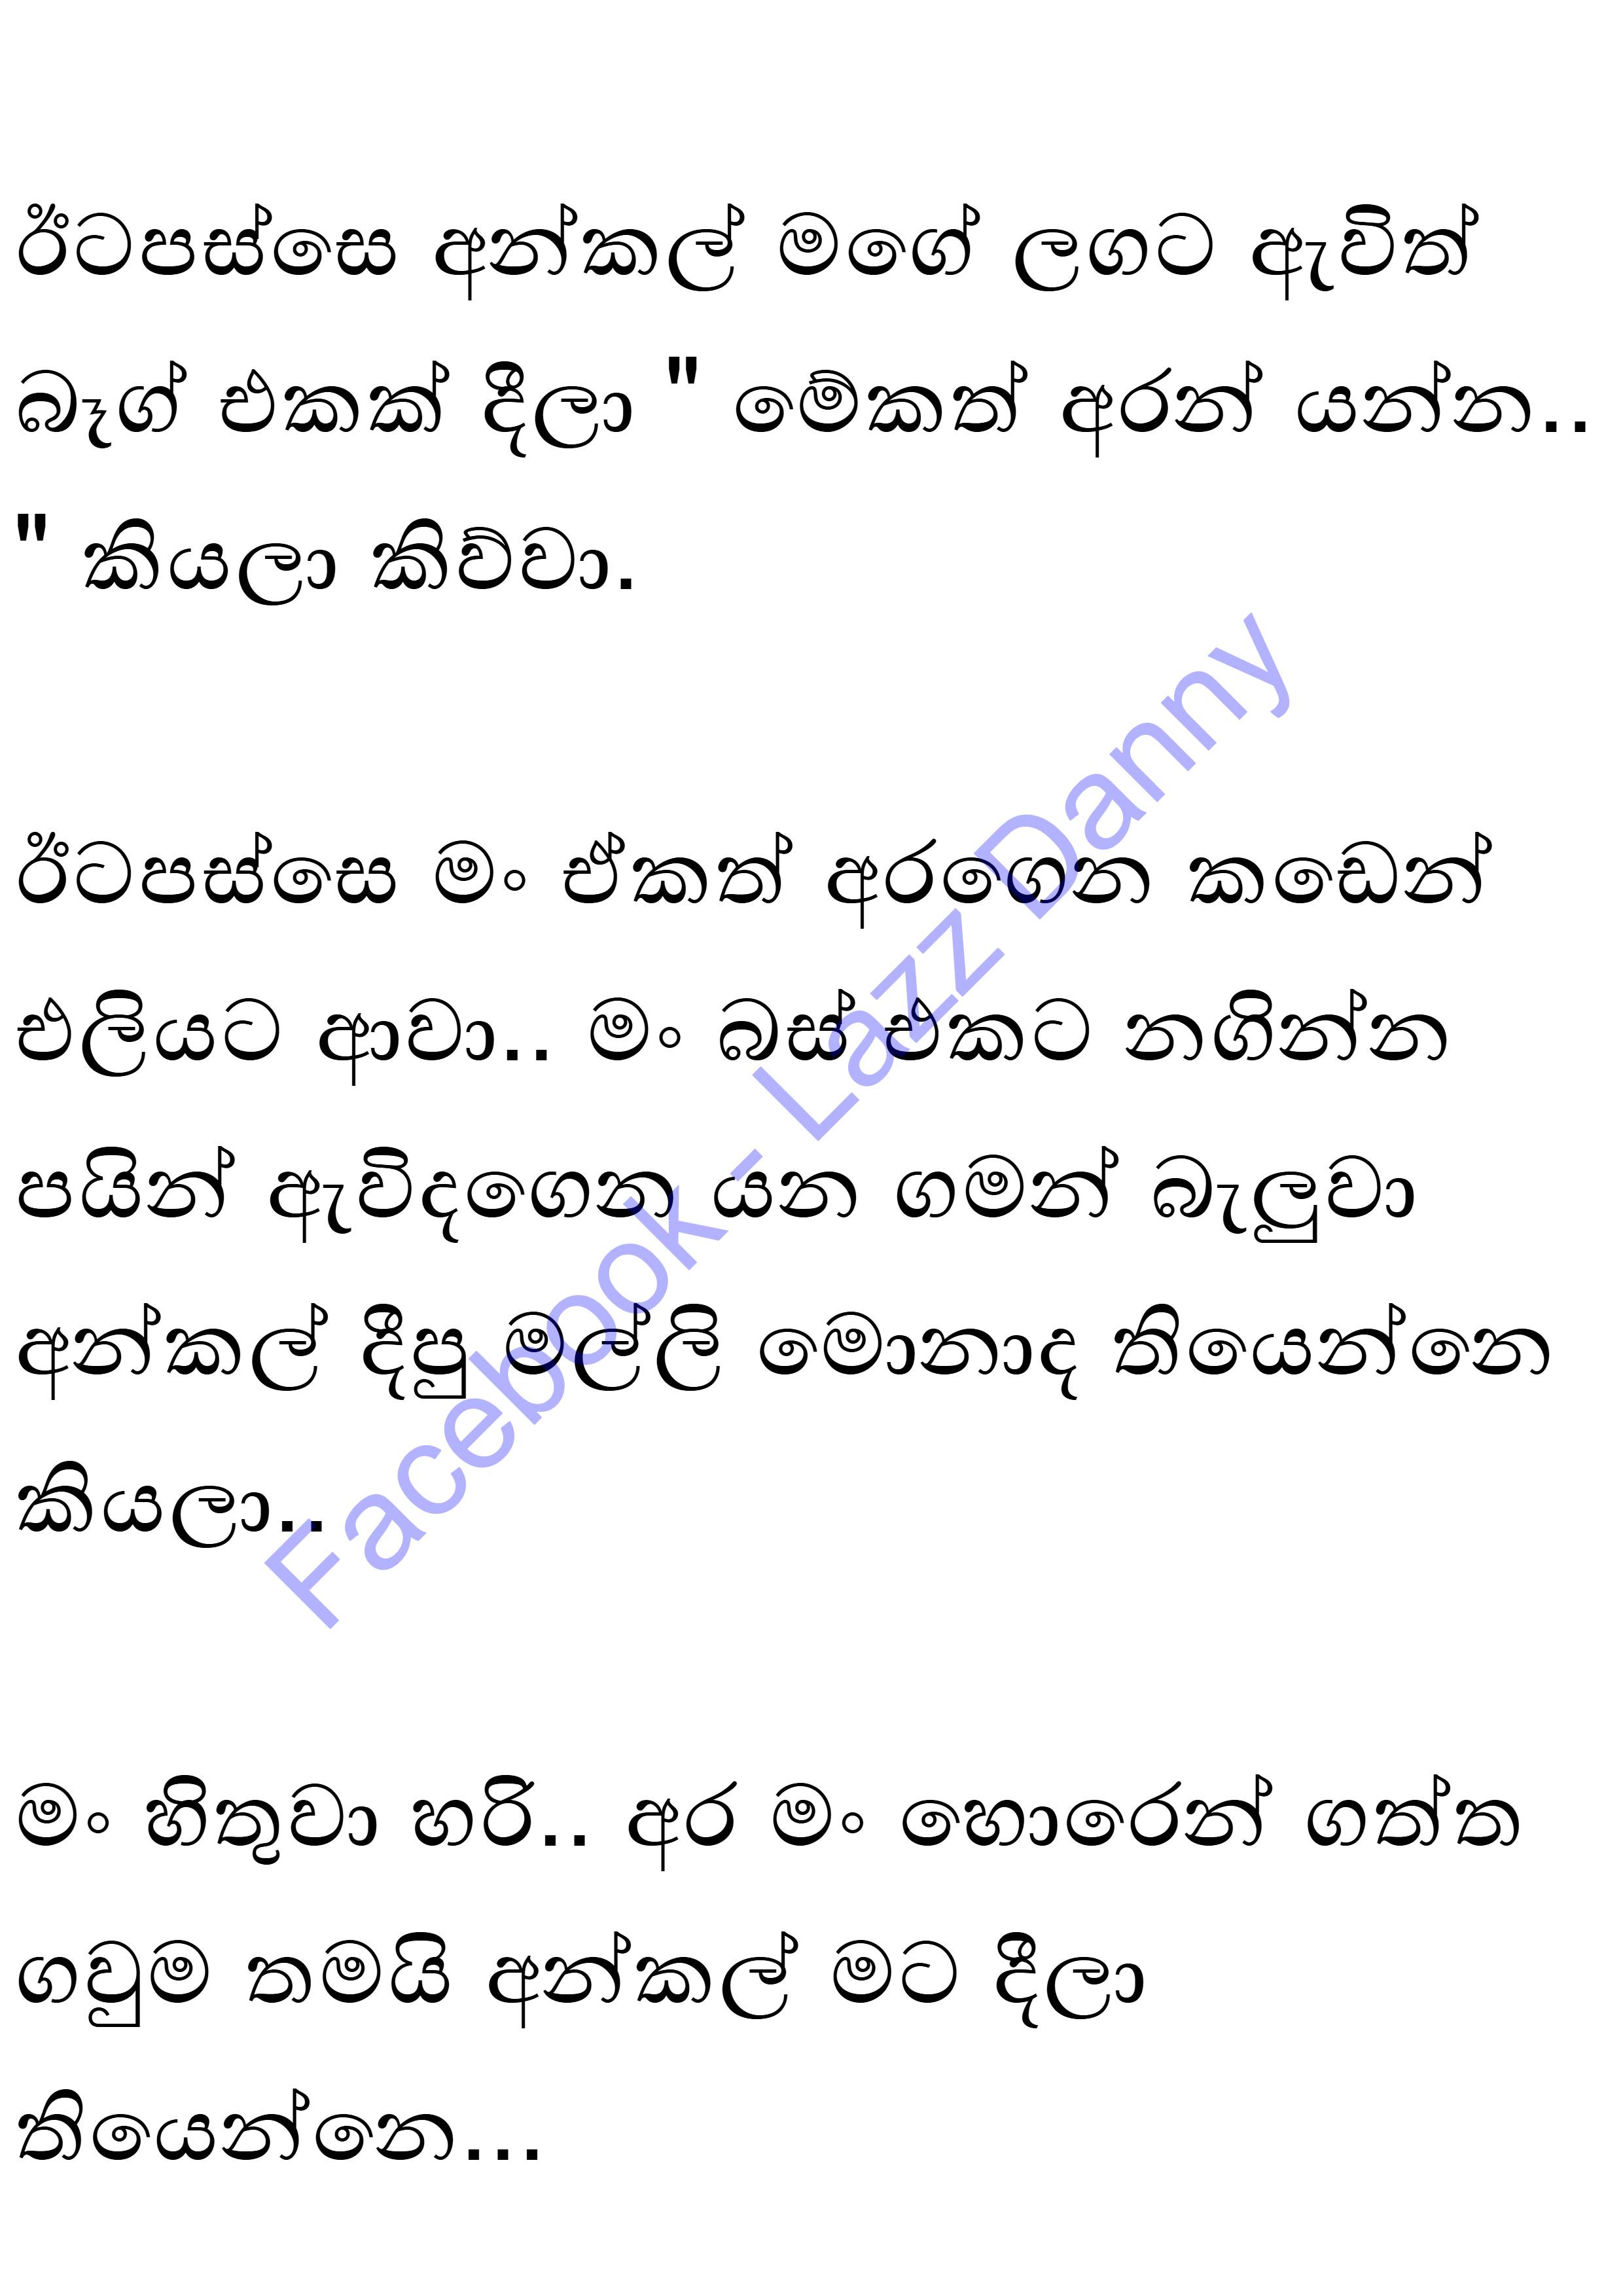 ඊටපස්සෙ අන්කල් මගේ ලගට ඇවිත්
බෑග් එකක් දීලා " මේකත් අරන් යන්න..
" කියලා කිව්වා.
ඊටපස්සෙ මං ඒකත් අරගෙන කඩෙන්
එලියට ආවා.. මං බස් එකට නගින්න
පයින් ඇවිදගෙන යන ගමන් බැලුවා
අන්කල් දීපු මල්ලි මොනාද තියෙන්නෙ
කියලා..
මං හිතුවා හරි.. අර මං හොරෙන් ගත්ත
ගවුම තමයි අන්කල් මට දීලා
තියෙන්නෙ...
Facebook - Lazz Danny